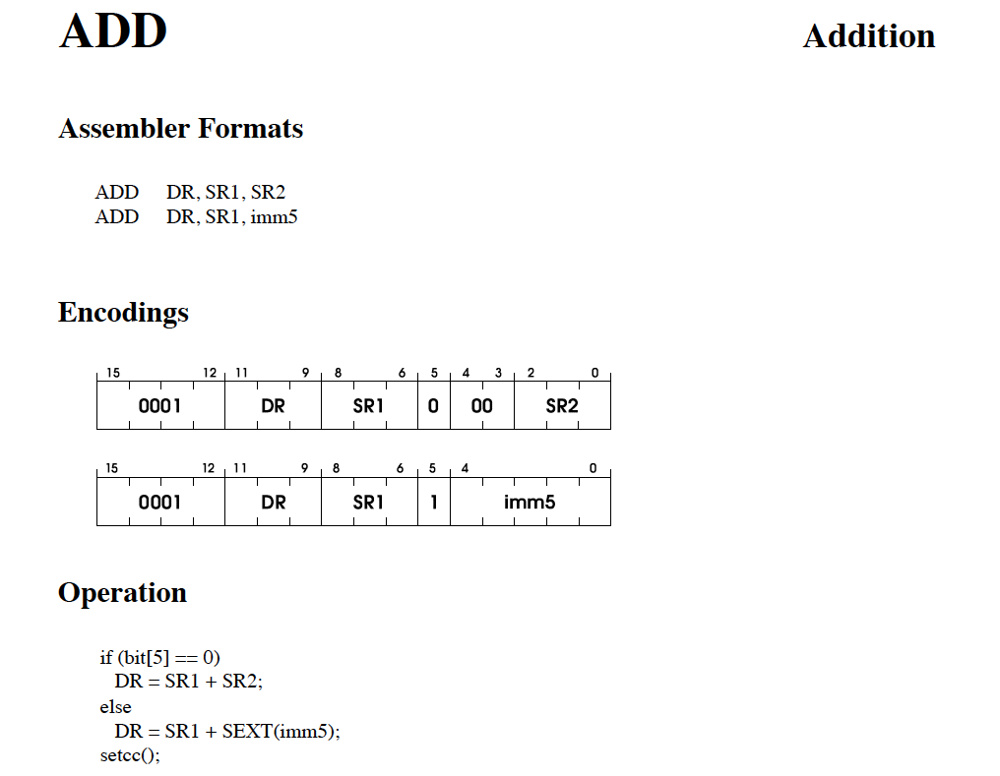 ADD Addition
Assembler Formats
ADD DR, SR1, SR2
ADD DR, SR1, imm5
Encodings
15 12 11 9 8 6 5 4 3 2 0
0001 DR SR1 0 00 SR2
15 12 11 9 8 6 5 4 0
0001 DR SR1 1 imm5
Operation
if (bit[5] == 0)
DR = SR1 + SR2;
else
DR = SR1 + SEXT(imm5);
setcc();